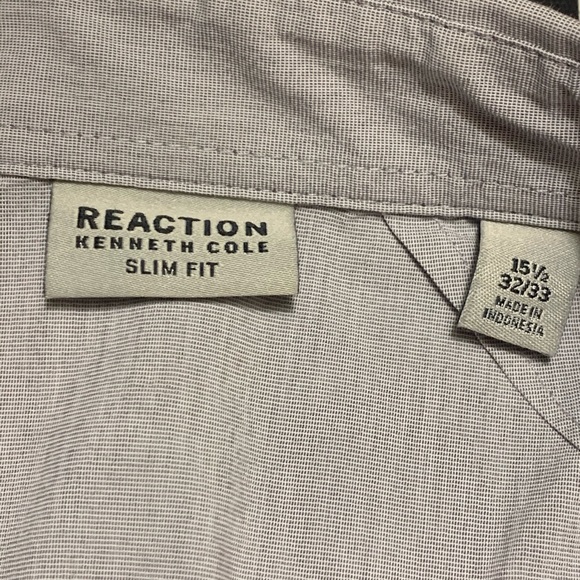 REACTION
KENNETH COLE
SLIM FIT
15½
32/33
MADE IN
INDONESIA